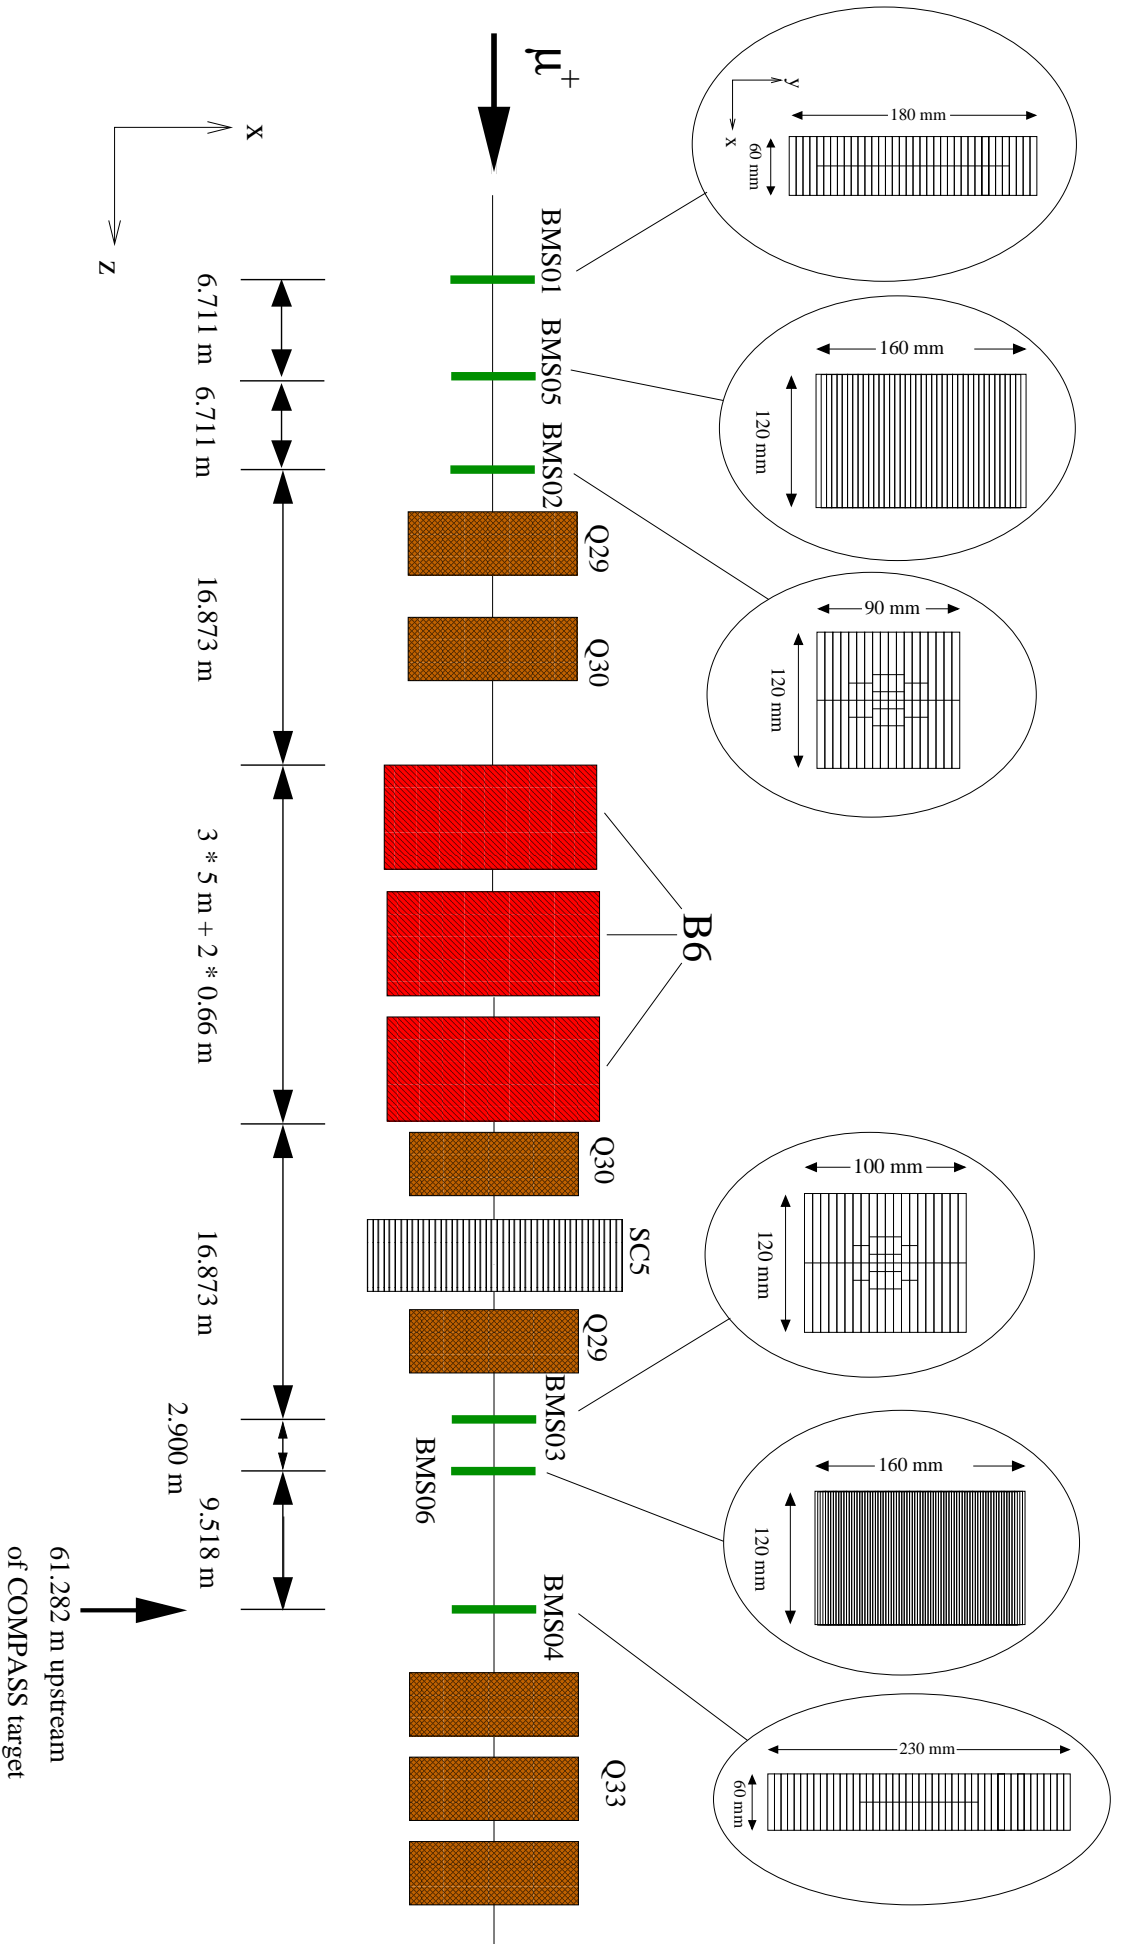 μ+
x
z
y
x
180 mm
60 mm
160 mm
120 mm
90 mm
120 mm
100 mm
120 mm
160 mm
120 mm
230 mm
60 mm
BMS01
BMS05
BMS02
Q29
Q30
B6
Q30
SC5
Q29
BMS03
BMS06
BMS04
Q33
6.711 m
6.711 m
16.873 m
3 * 5 m + 2 * 0.66 m
16.873 m
2.900 m
9.518 m
61.282 m upstream
of COMPASS target